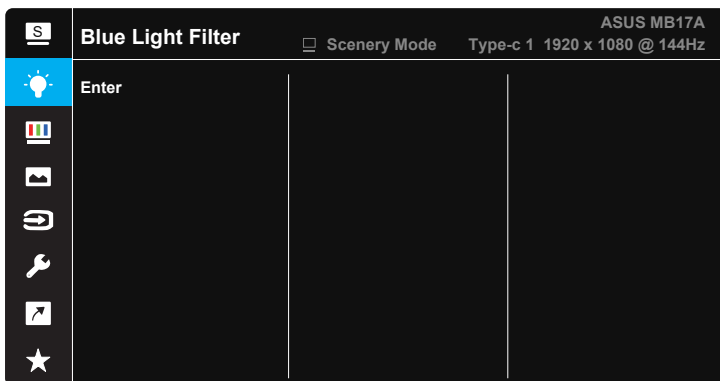 S
Blue Light Filter
Scenery Mode
ASUS MB17A
Type-c 1 1920 x 1080 @ 144Hz
Enter